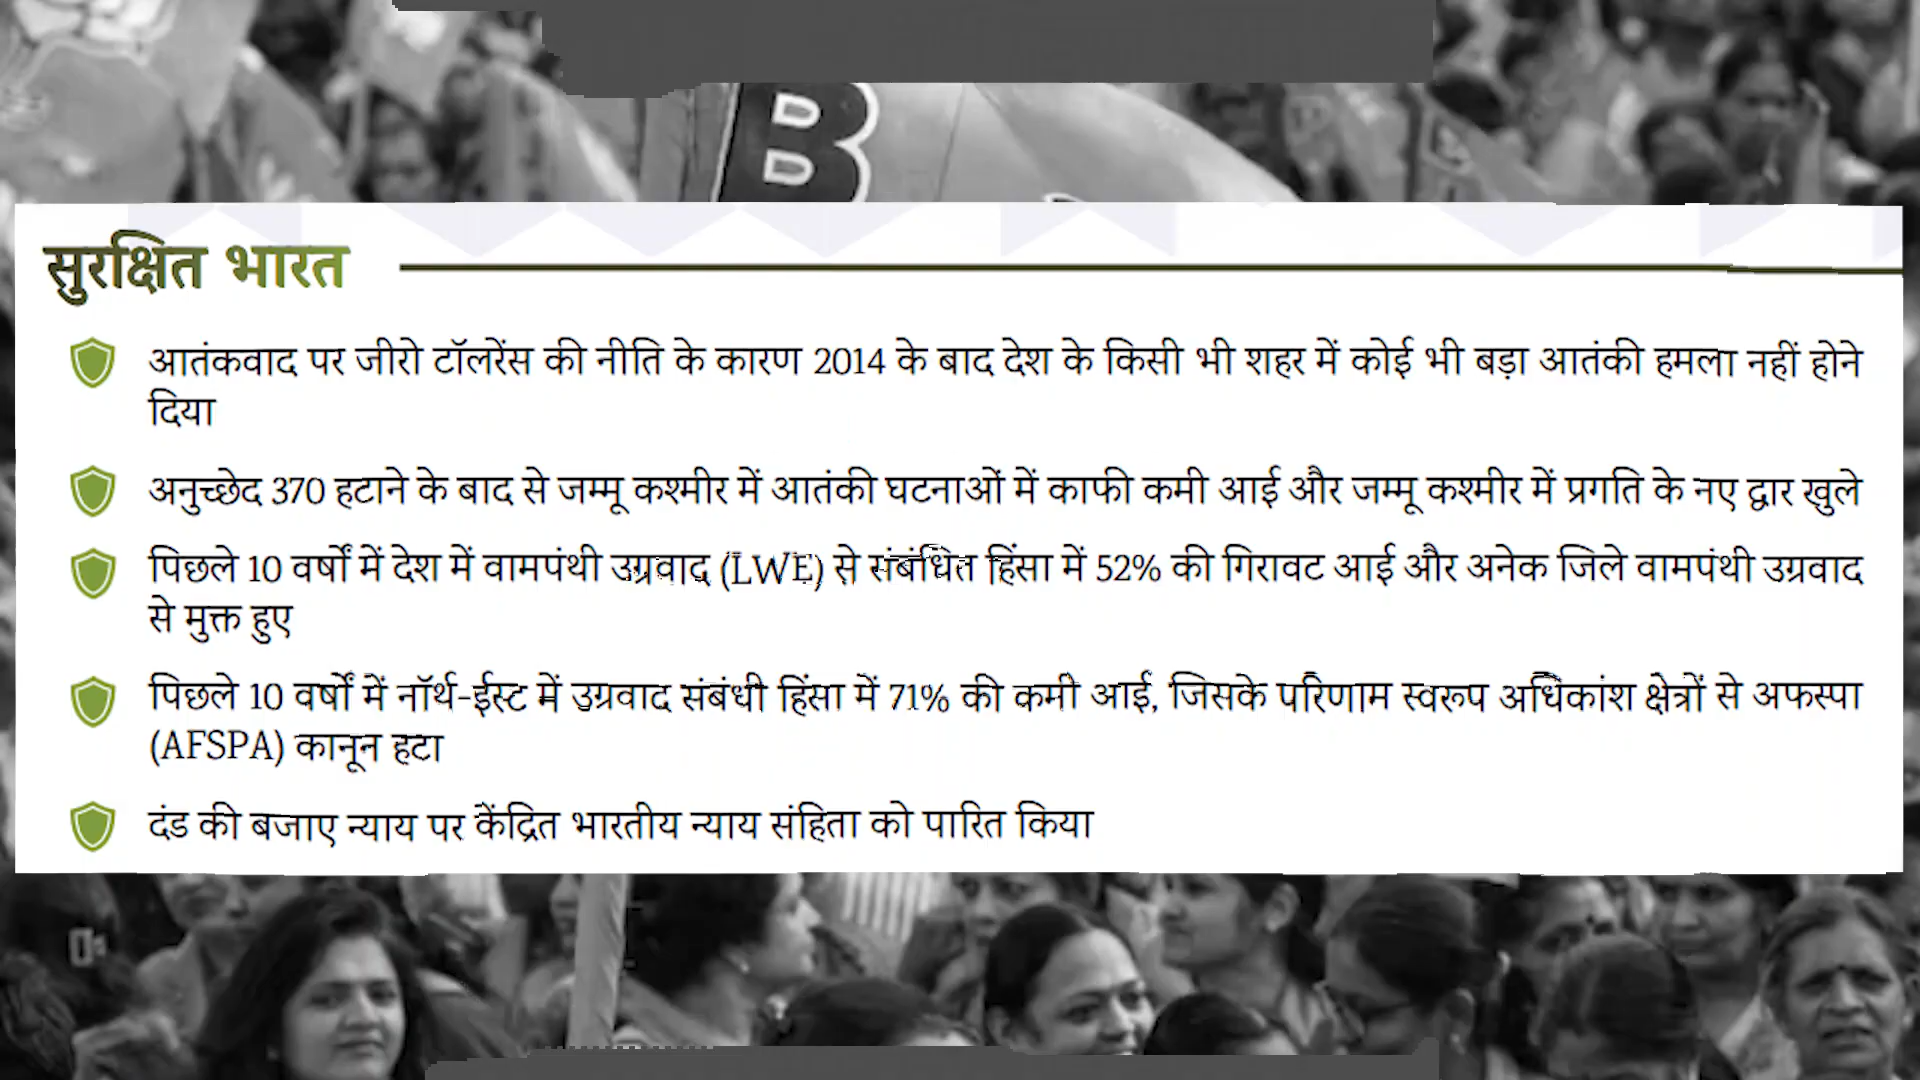 B
सुरक्षित भारत
आतंकवाद पर जीरो टॉलरेंस की नीति के कारण 2014 के बाद देश के किसी भी शहर में कोई भी बड़ा आतंकी हमला नहीं होने
दिया
अनुच्छेद 370 हटाने के बाद से जम्मू कश्मीर में आतंकी घटनाओं में काफी कमी आई और जम्मू कश्मीर में प्रगति के नए द्वार खुले
पिछले 10 वर्षों में देश में वामपंथी उग्रवाद (LWE) से संबंधित हिंसा में 52% की गिरावट आई और अनेक जिले वामपंथी उग्रवाद
से मुक्त हुए
पिछले 10 वर्षों में नॉर्थ-ईस्ट में उग्रवाद संबंधी हिंसा में 71% की कमी आई, जिसके परिणाम स्वरूप अधिकांश क्षेत्रों से अफस्पा
(AFSPA) कानून हटा
दंड की बजाए न्याय पर केंद्रित भारतीय न्याय संहिता को पारित किया